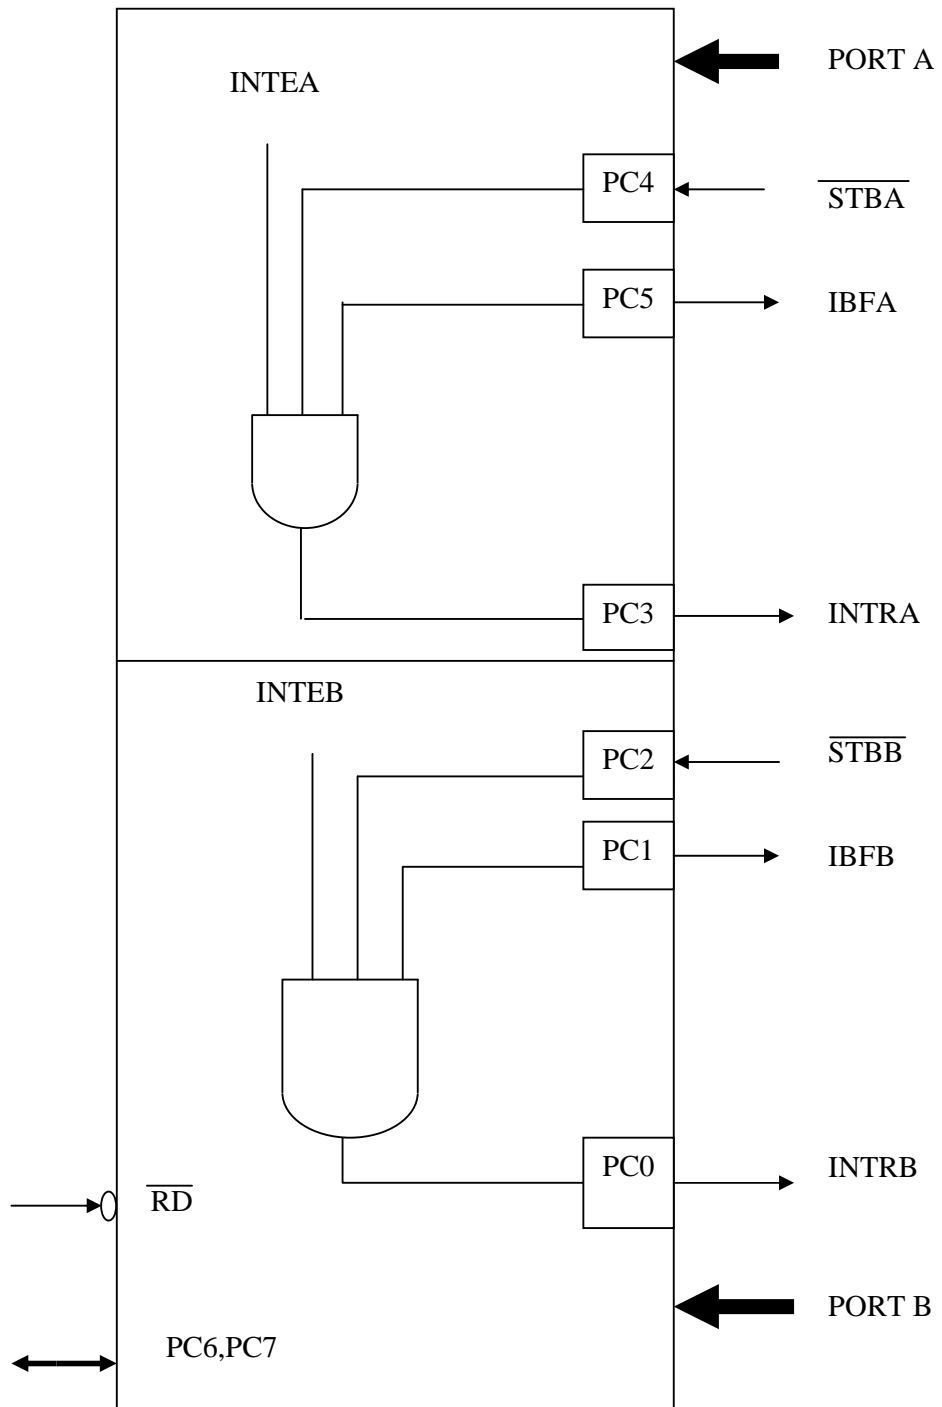 PORT A
INTEA
PC4
STBA
PC5
IBFA
PC3
INTRA
INTEB
PC2
STBB
PC1
IBFB
PC0
INTRB
RD
PORT B
PC6,PC7